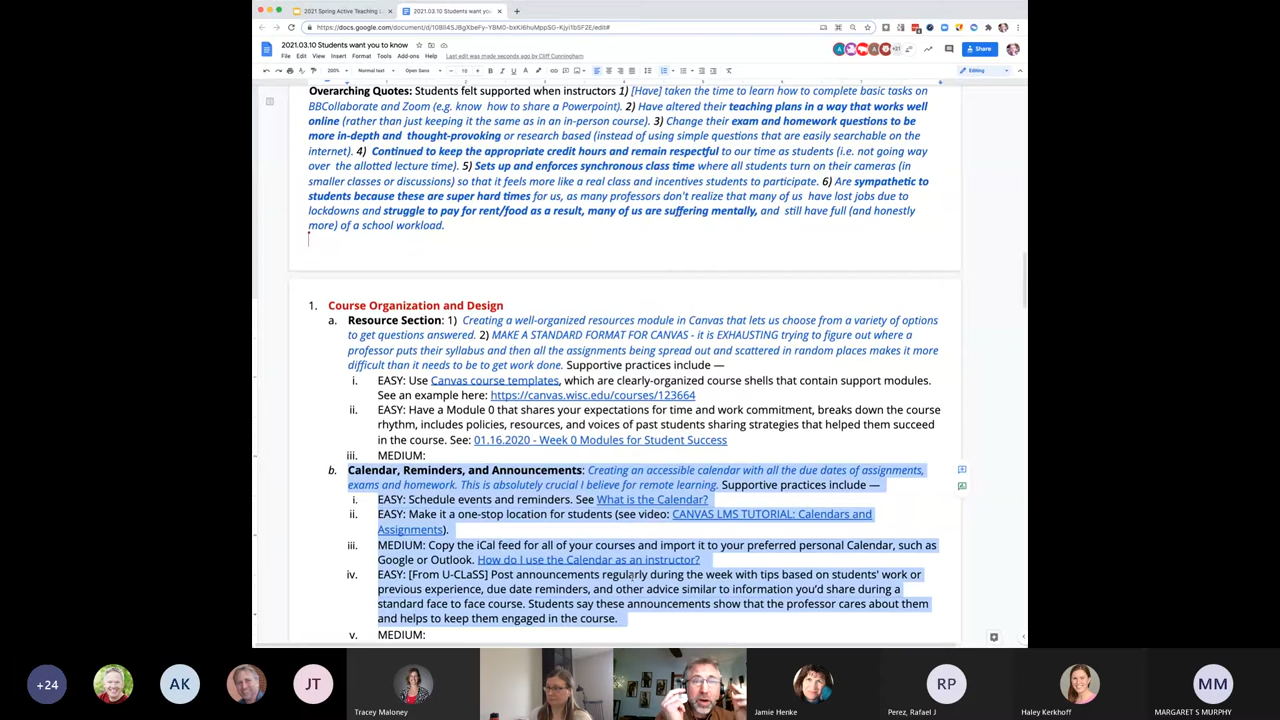 2021 Spring Active Teaching L
2021.03.10 Students want you
https://docs.google.com/document/d/
2021.03.10 Students want you to know
File Edit View Insert Format Tools Add-ons Help Last edit was made seconds ago by Cliff Cunningham
+21
Share
200% Normal text Open Sans 10 Editing
Overarching Quotes: Students felt supported when instructors 1) [Have] taken the time to learn how to complete basic tasks on
BBCollaborate and Zoom (e.g. know how to share a Powerpoint). 2) Have altered their teaching plans in a way that works well
online (rather than just keeping it the same as in an in-person course). 3) Change their exam and homework questions to be
more in-depth and thought-provoking or research based (instead of using simple questions that are easily searchable on the
internet). 4) Continued to keep the appropriate credit hours and remain respectful to our time as students (i.e. not going way
over the allotted lecture time). 5) Sets up and enforces synchronous class time where all students turn on their cameras (in
smaller classes or discussions) so that it feels more like a real class and incentives students to participate. 6) Are sympathetic to
students because these are super hard times for us, as many professors don't realize that many of us have lost jobs due to
lockdowns and struggle to pay for rent/food as a result, many of us are suffering mentally, and still have full (and honestly
more) of a school workload.
1. Course Organization and Design
a. Resource Section: 1) Creating a well-organized resources module in Canvas that lets us choose from a variety of options
to get questions answered. 2) MAKE A STANDARD FORMAT FOR CANVAS - it is EXHAUSTING trying to figure out where a
professor puts their syllabus and then all the assignments being spread out and scattered in random places makes it more
difficult than it needs to be to get work done. Supportive practices include —
i. EASY: Use Canvas course templates, which are clearly-organized course shells that contain support modules.
See an example here: https://canvas.wisc.edu/courses/123664
ii. EASY: Have a Module 0 that shares your expectations for time and work commitment, breaks down the course
rhythm, includes policies, resources, and voices of past students sharing strategies that helped them succeed
in the course. See: 01.16.2020 - Week 0 Modules for Student Success
iii. MEDIUM:
b. Calendar, Reminders, and Announcements: Creating an accessible calendar with all the due dates of assignments,
exams and homework. This is absolutely crucial I believe for remote learning. Supportive practices include —
i. EASY: Schedule events and reminders. See What is the Calendar?
ii. EASY: Make it a one-stop location for students (see video: CANVAS LMS TUTORIAL: Calendars and
Assignments).
iii. MEDIUM: Copy the iCal feed for all of your courses and import it to your preferred personal Calendar, such as
Google or Outlook. How do I use the Calendar as an instructor?
iv. EASY: [From U-CLaSS] Post announcements regularly during the week with tips based on students' work or
previous experience, due date reminders, and other advice similar to information you'd share during a
standard face to face course. Students say these announcements show that the professor cares about them
and helps to keep them engaged in the course.
v. MEDIUM:
+24 AK JT RP MM
Tracey Maloney Jamie Henke Perez, Rafael J Haley Kerkhoff MARGARET S MURPHY